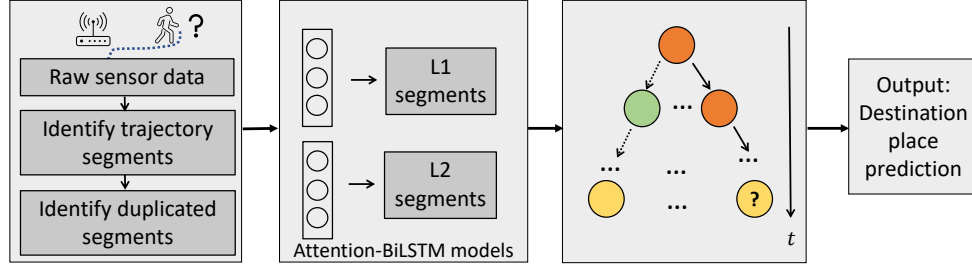 ?
Raw sensor data
Identify trajectory
segments
Identify duplicated
segments
L1
segments
L2
segments
Attention-BiLSTM models
...
... ...
...
...
?
t
Output:
Destination
place
prediction